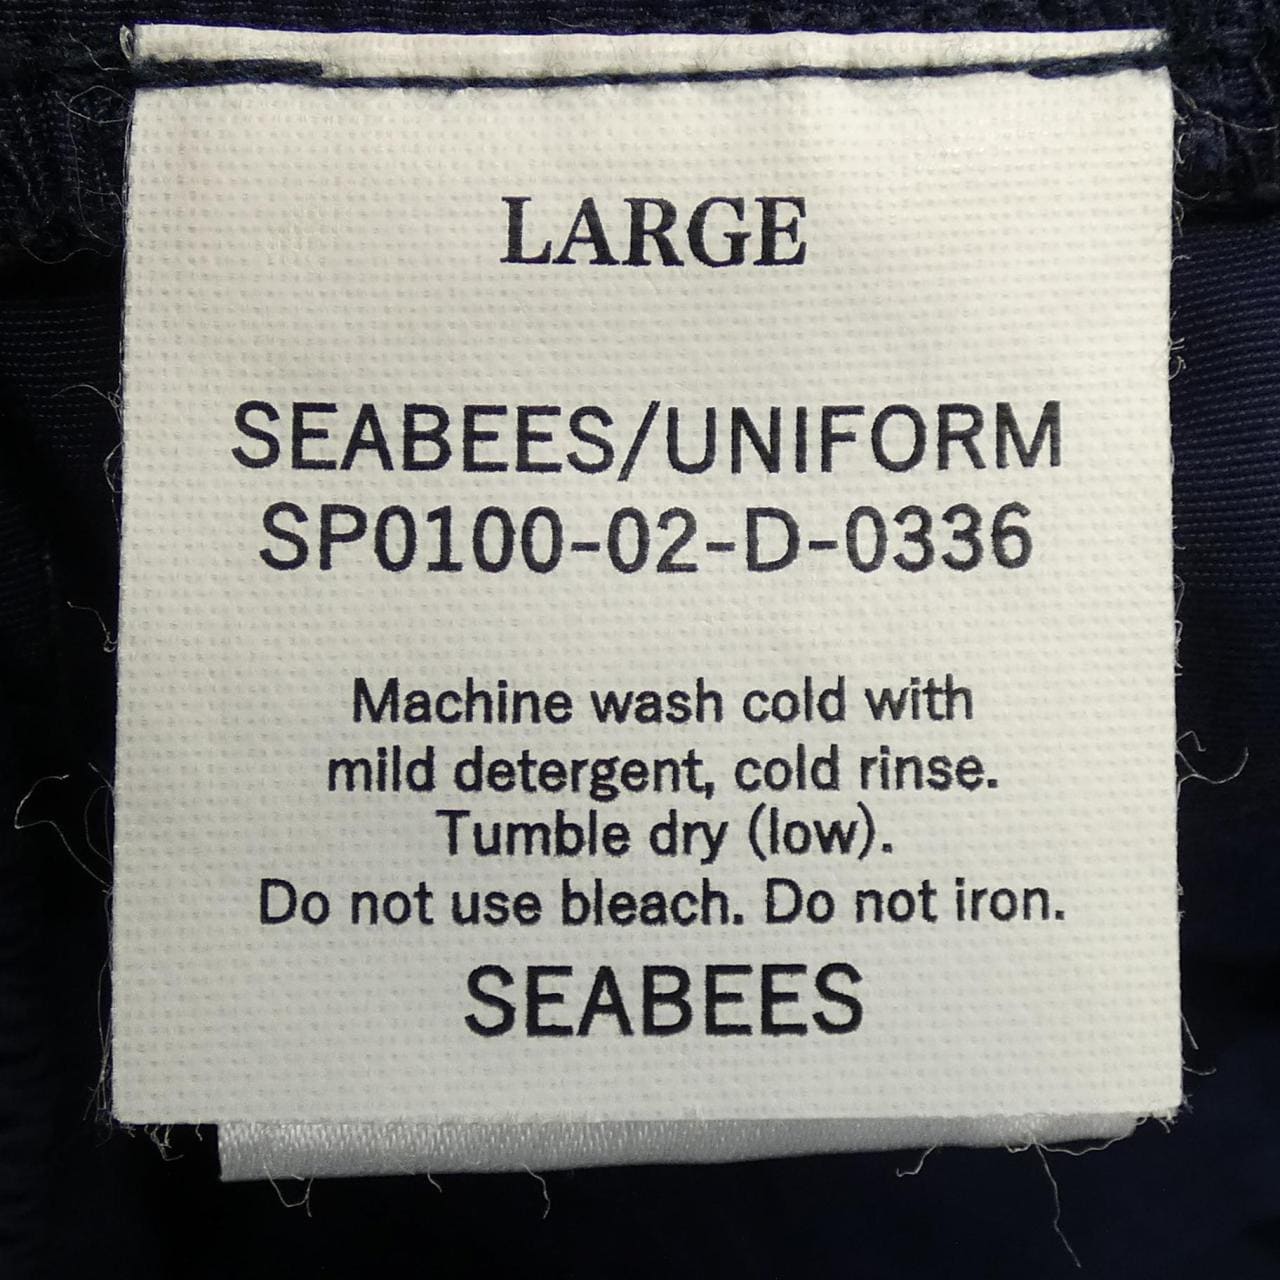 LARGE
SEABEES/UNIFORM
SP0100-02-D-0336
Machine wash cold with
mild detergent, cold rinse.
Tumble dry (low).
Do not use bleach. Do not iron.
SEABEES